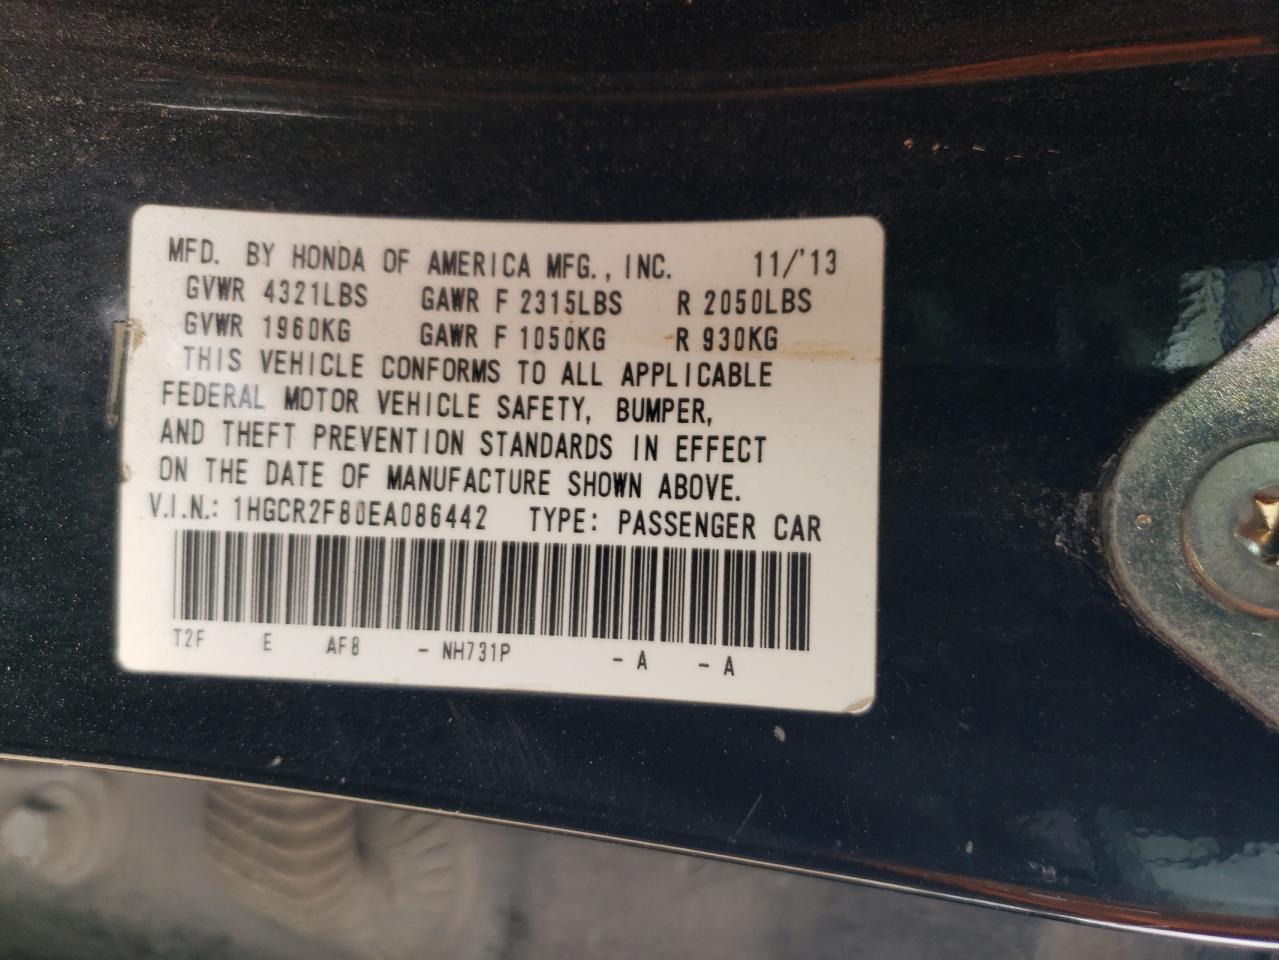 MFD. BY HONDA OF AMERICA MFG., INC. 11/'13
GVWR 4321LBS GAWR F 2315LBS R 2050LBS
GVWR 1960KG GAWR F 1050KG R 930KG
THIS VEHICLE CONFORMS TO ALL APPLICABLE
FEDERAL MOTOR VEHICLE SAFETY, BUMPER,
AND THEFT PREVENTION STANDARDS IN EFFECT
ON THE DATE OF MANUFACTURE SHOWN ABOVE.
V.I.N.: 1HGCR2F80EA086442 TYPE: PASSENGER CAR
T2F E AF8 - NH731P - A - A